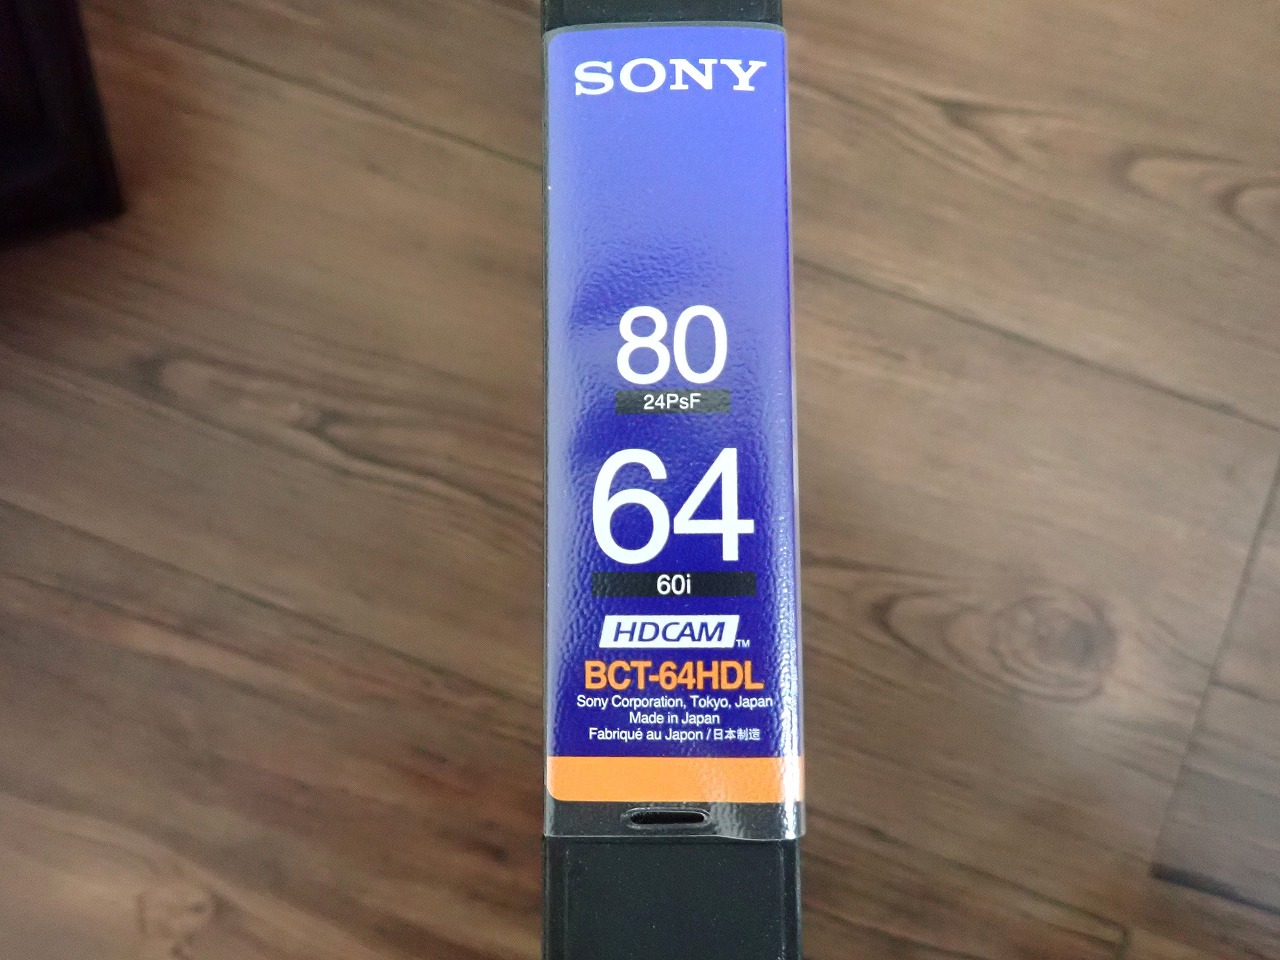 SONY
80
24PsF
64
60i
HDCAM™
BCT-64HDL
Sony Corporation, Tokyo, Japan
Made in Japan
Fabriqué au Japon / 日本制造